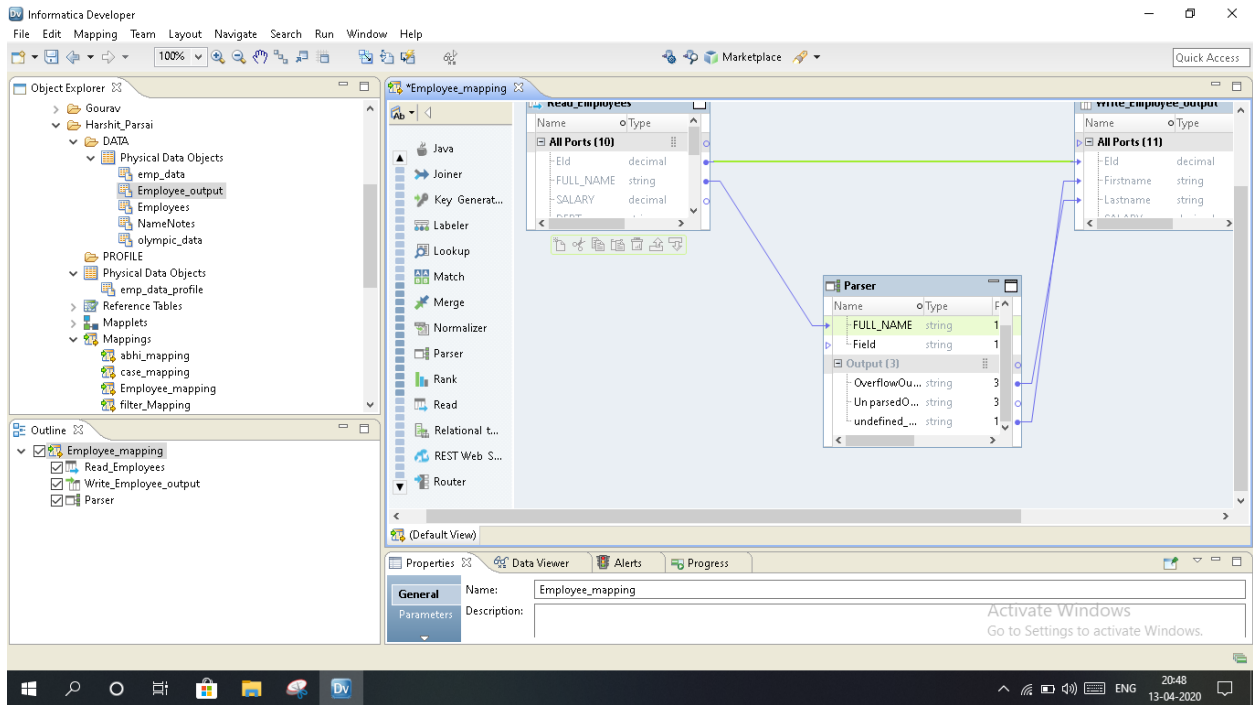 Informatica Developer
File Edit Mapping Team Layout Navigate Search Run Window Help
100% Marketplace Quick Access
Object Explorer
Gourav
Harshit_Parsai
DATA
Physical Data Objects
emp_data
Employee_output
Employees
NameNotes
olympic_data
PROFILE
Physical Data Objects
emp_data_profile
Reference Tables
Mapplets
Mappings
abhi_mapping
case_mapping
Employee_mapping
filter_Mapping
Outline
Employee_mapping
Read_Employees
Write_Employee_output
Parser
*Employee_mapping
Ab
Java
Joiner
Key Generat...
Labeler
Lookup
Match
Merge
Normalizer
Parser
Rank
Read
Relational t...
REST Web S...
Router
Read_Employees
Name Type
All Ports (10)
EId decimal
FULL_NAME string
SALARY decimal
Write_Employee_output
Name Type
All Ports (11)
EId decimal
Firstname string
Lastname string
SALARY decimal
Parser
Name Type
FULL_NAME string 1
Field string 1
Output (3)
OverflowOu... string 3
UnparsedO... string 3
undefined_... string 1
(Default View)
Properties Data Viewer Alerts Progress
General
Parameters
Name: Employee_mapping
Description:
Activate Windows
Go to Settings to activate Windows.
Dv
ENG
20:48
13-04-2020